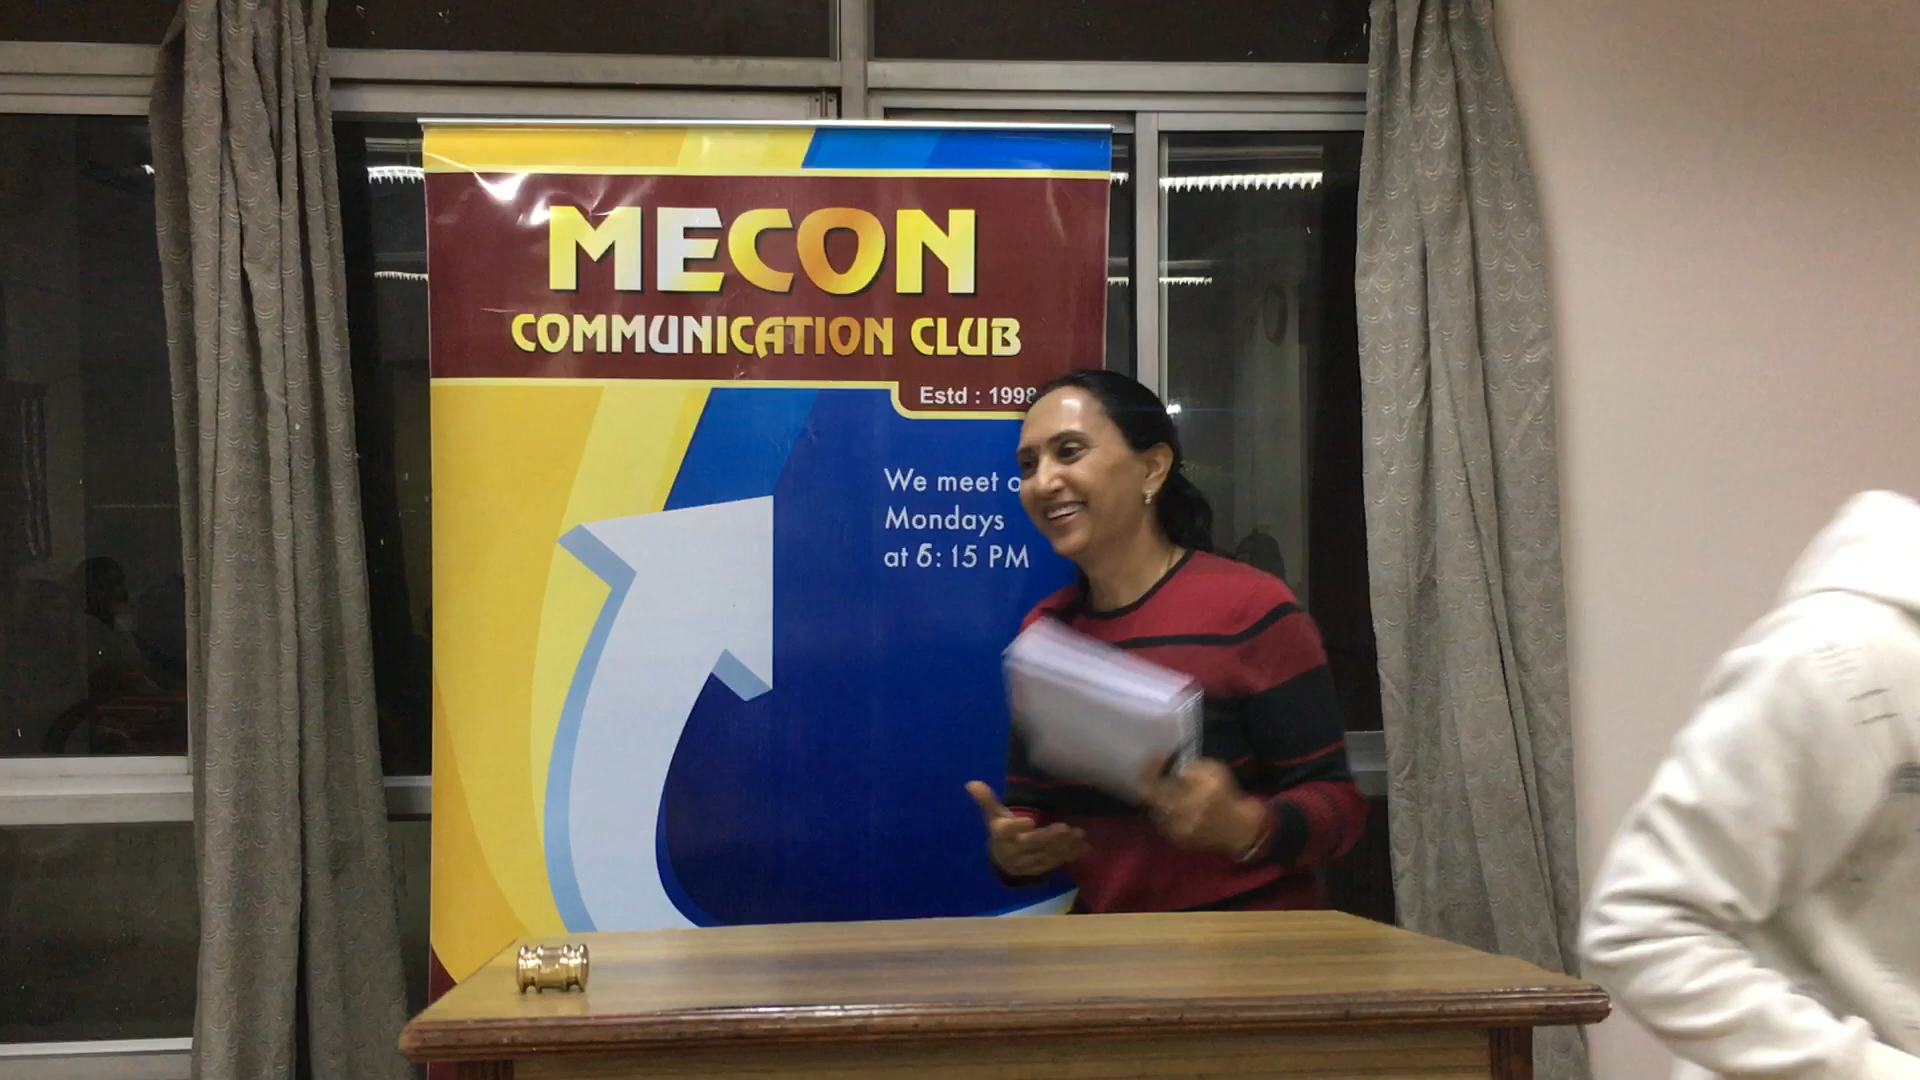 MECON
COMMUNICATION CLUB
Estd : 1998
We meet o
Mondays
at 6:15 PM